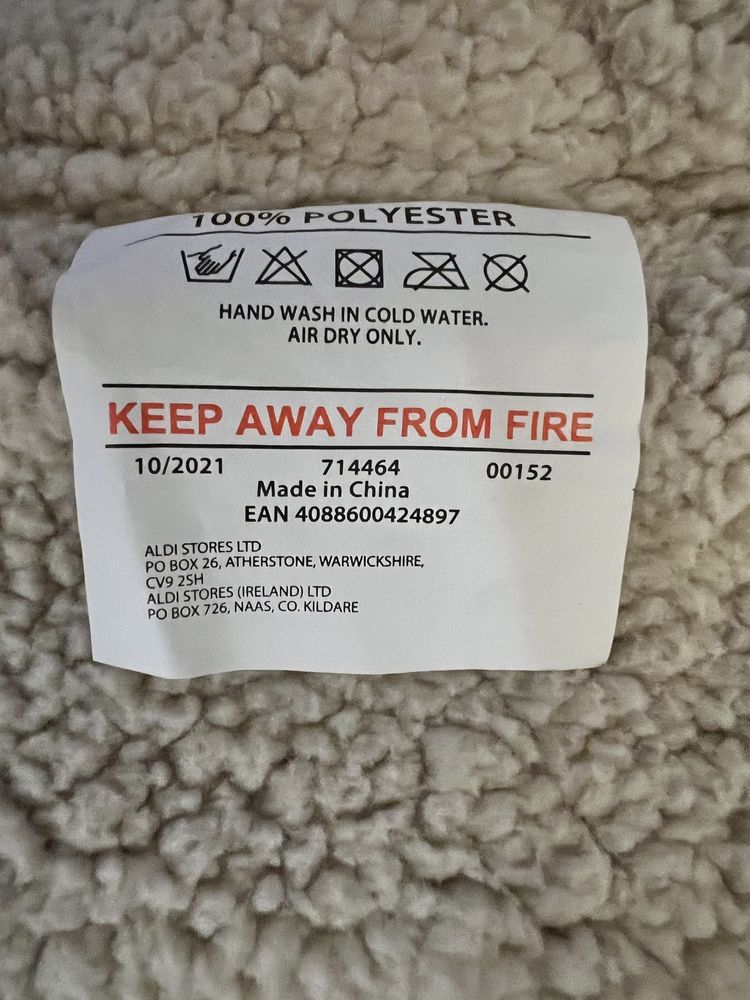 100% POLYESTER
HAND WASH IN COLD WATER.
AIR DRY ONLY.
KEEP AWAY FROM FIRE
10/2021 714464 00152
Made in China
EAN 4088600424897
ALDI STORES LTD
PO BOX 26, ATHERSTONE, WARWICKSHIRE,
CV9 2SH
ALDI STORES (IRELAND) LTD
PO BOX 726, NAAS, CO. KILDARE